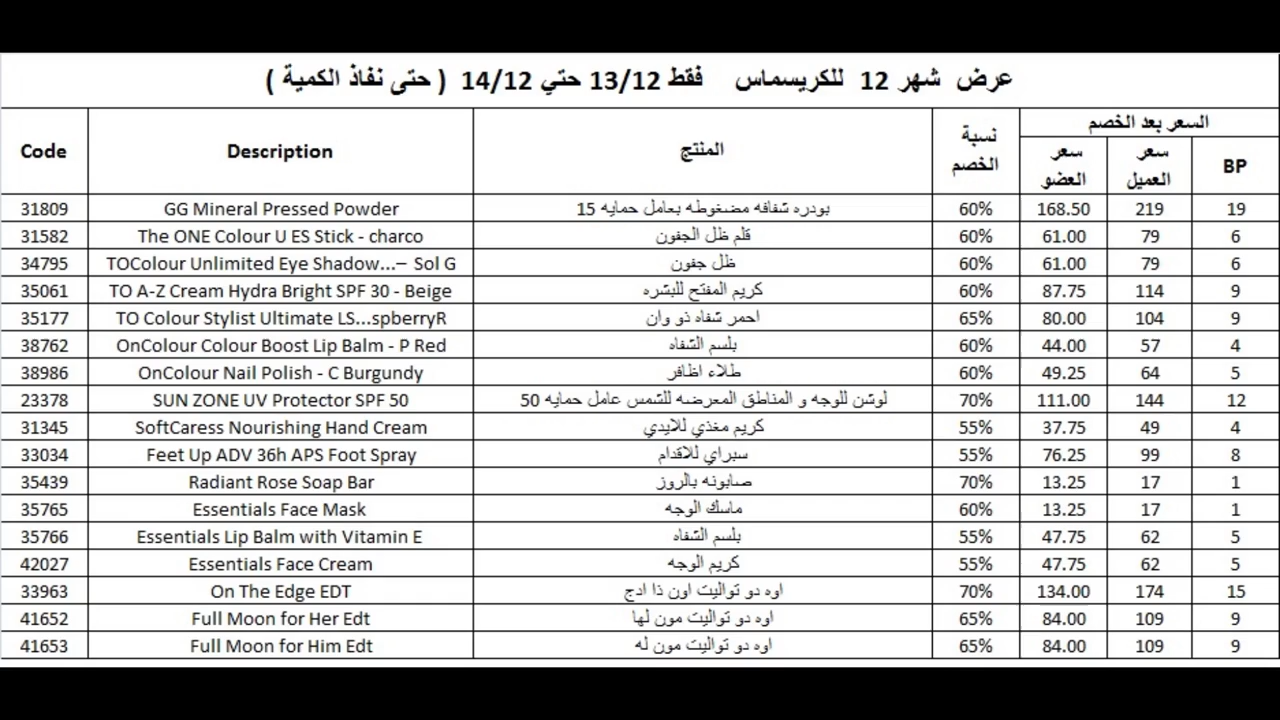 عرض شهر 12 للكريسماس فقط 13/12 حتي 14/12 ( حتى نفاذ الكمية )
Code Description المنتج نسبة الخصم السعر بعد الخصم
سعر العضو سعر العميل BP
31809 GG Mineral Pressed Powder بودره شفافه مضغوطه بعامل حمايه 15 60% 168.50 219 19
31582 The ONE Colour U ES Stick - charco قلم ظل الجفون 60% 61.00 79 6
34795 TOColour Unlimited Eye Shadow...– Sol G ظل جفون 60% 61.00 79 6
35061 TO A-Z Cream Hydra Bright SPF 30 - Beige كريم المفتح للبشره 60% 87.75 114 9
35177 TO Colour Stylist Ultimate LS...spberryR احمر شفاه ذو وان 65% 80.00 104 9
38762 OnColour Colour Boost Lip Balm - P Red بلسم الشفاه 60% 44.00 57 4
38986 OnColour Nail Polish - C Burgundy طلاء اظافر 60% 49.25 64 5
23378 SUN ZONE UV Protector SPF 50 لوشن للوجه و المناطق المعرضه للشمس عامل حمايه 50 70% 111.00 144 12
31345 SoftCaress Nourishing Hand Cream كريم مغذي للايدي 55% 37.75 49 4
33034 Feet Up ADV 36h APS Foot Spray سبراي للاقدام 55% 76.25 99 8
35439 Radiant Rose Soap Bar صابونه بالروز 70% 13.25 17 1
35765 Essentials Face Mask ماسك الوجه 60% 13.25 17 1
35766 Essentials Lip Balm with Vitamin E بلسم الشفاه 55% 47.75 62 5
42027 Essentials Face Cream كريم الوجه 55% 47.75 62 5
33963 On The Edge EDT اوه دو تواليت اون ذا ادج 70% 134.00 174 15
41652 Full Moon for Her Edt اوه دو تواليت مون لها 65% 84.00 109 9
41653 Full Moon for Him Edt اوه دو تواليت مون له 65% 84.00 109 9